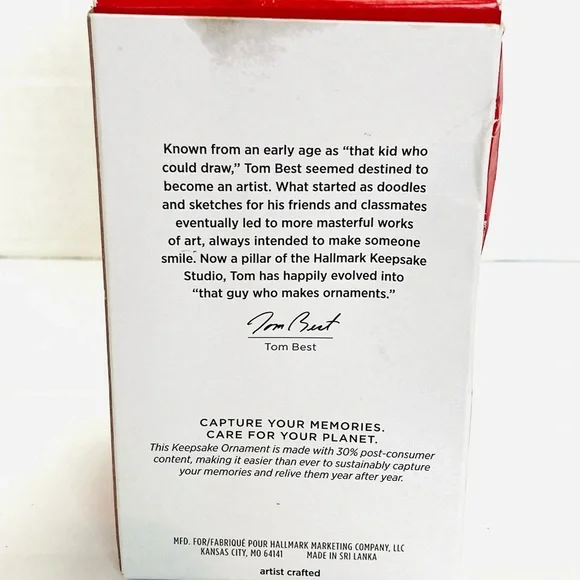 Known from an early age as “that kid who
could draw,” Tom Best seemed destined to
become an artist. What started as doodles
and sketches for his friends and classmates
eventually led to more masterful works
of art, always intended to make someone
smile. Now a pillar of the Hallmark Keepsake
Studio, Tom has happily evolved into
“that guy who makes ornaments.”
Tom Best
Tom Best
CAPTURE YOUR MEMORIES.
CARE FOR YOUR PLANET.
This Keepsake Ornament is made with 30% post-consumer
content, making it easier than ever to sustainably capture
your memories and relive them year after year.
MFD. FOR/FABRIQUÉ POUR HALLMARK MARKETING COMPANY, LLC
KANSAS CITY, MO 64141 MADE IN SRI LANKA
artist crafted